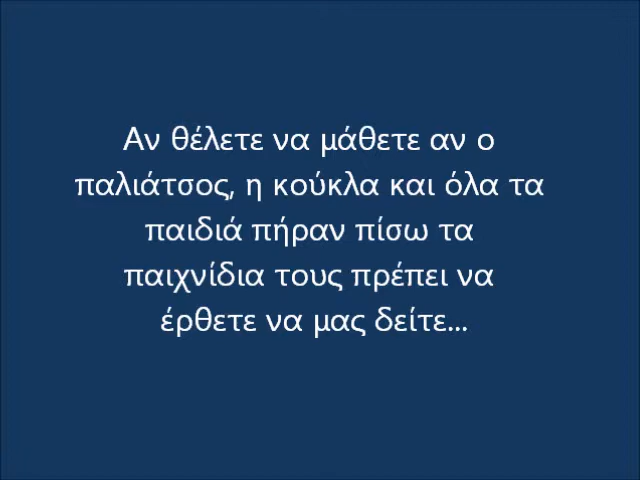 Αν θέλετε να μάθετε αν ο
παλιάτσος, η κούκλα και όλα τα
παιδιά πήραν πίσω τα
παιχνίδια τους πρέπει να
έρθετε να μας δείτε...